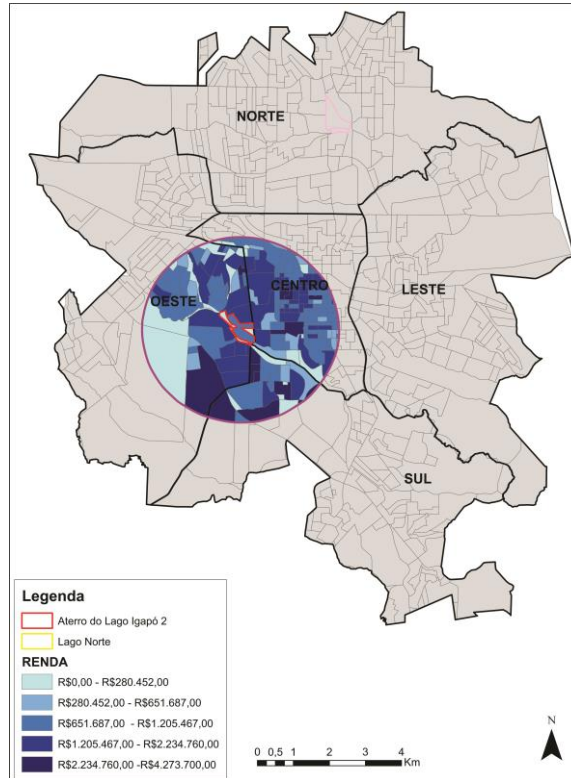 NORTE
OESTE
CENTRO
LESTE
SUL
Legenda
Aterro do Lago Igapó 2
Lago Norte
RENDA
R$0,00 - R$280.452,00
R$280.452,00 - R$651.687,00
R$651.687,00 - R$1.205.467,00
R$1.205.467,00 - R$2.234.760,00
R$2.234.760,00 -R$4.273.700,00
0 0,5 1 2 3 4
Km
N